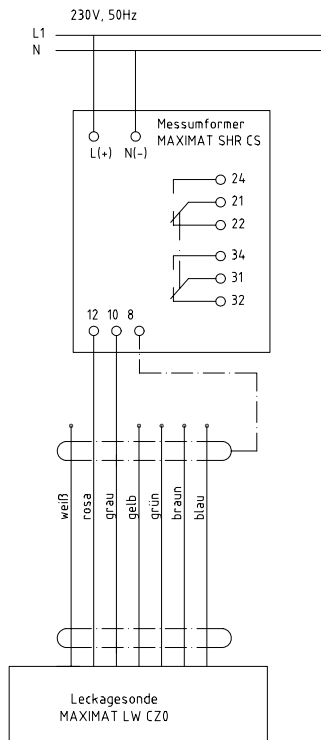 230V, 50Hz
L1
N
Messumformer
MAXIMAT SHR CS
L(+) N(-)
24
21
22
34
31
32
12 10 8
weiß
rosa
grau
gelb
grün
braun
blau
Leckagesonde
MAXIMAT LW CZ0